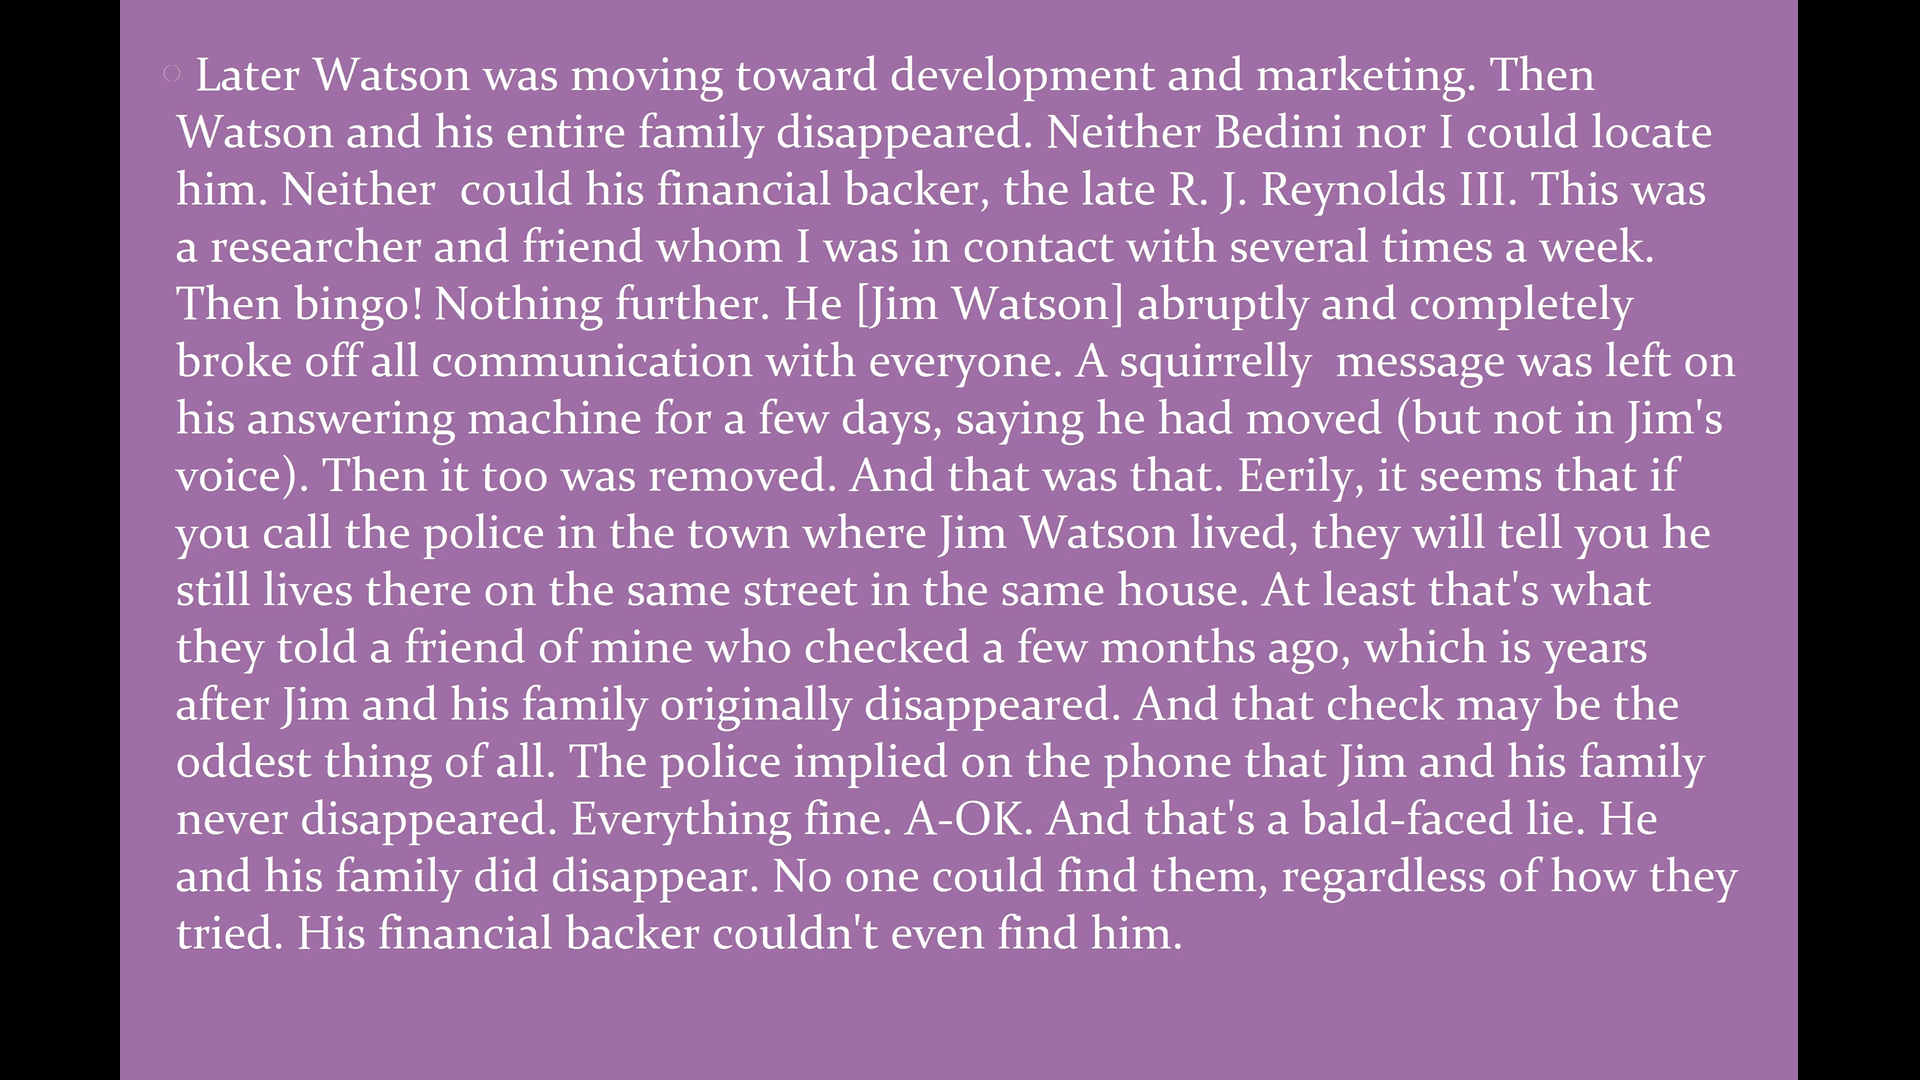 Later Watson was moving toward development and marketing. Then
Watson and his entire family disappeared. Neither Bedini nor I could locate
him. Neither  could his financial backer, the late R. J. Reynolds III. This was
a researcher and friend whom I was in contact with several times a week.
Then bingo! Nothing further. He [Jim Watson] abruptly and completely
broke off all communication with everyone. A squirrelly  message was left on
his answering machine for a few days, saying he had moved (but not in Jim's
voice). Then it too was removed. And that was that. Eerily, it seems that if
you call the police in the town where Jim Watson lived, they will tell you he
still lives there on the same street in the same house. At least that's what
they told a friend of mine who checked a few months ago, which is years
after Jim and his family originally disappeared. And that check may be the
oddest thing of all. The police implied on the phone that Jim and his family
never disappeared. Everything fine. A-OK. And that's a bald-faced lie. He
and his family did disappear. No one could find them, regardless of how they
tried. His financial backer couldn't even find him.